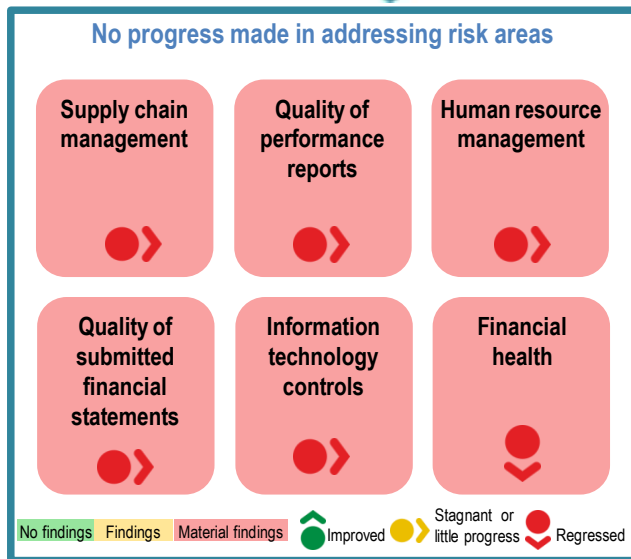 No progress made in addressing risk areas
Supply chain
management
Quality of
performance
reports
Human resource
management
Quality of
submitted
financial
statements
Information
technology
controls
Financial
health
No findings
Findings
Material findings
Improved
Stagnant or
little progress
Regressed